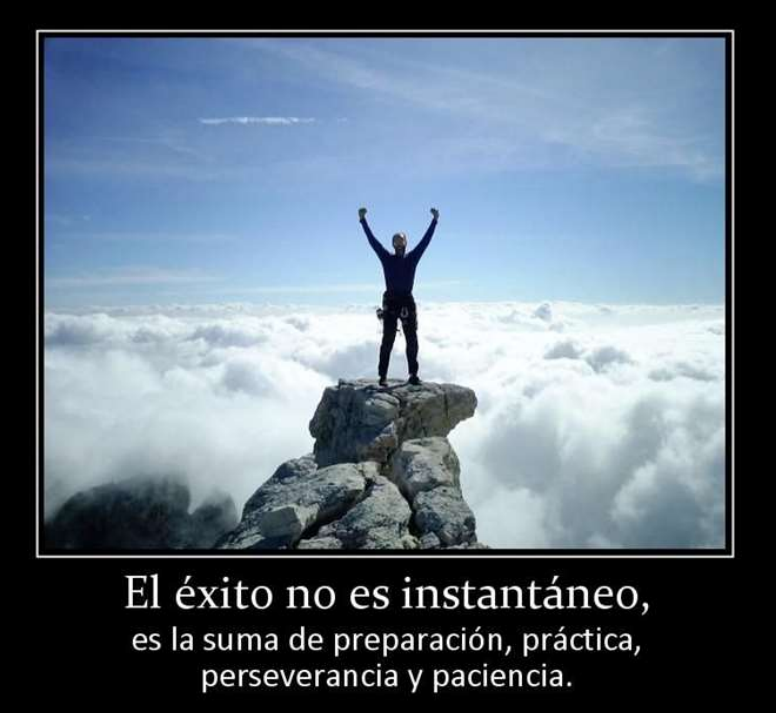 El éxito no es instantáneo,
es la suma de preparación, práctica,
perseverancia y paciencia.